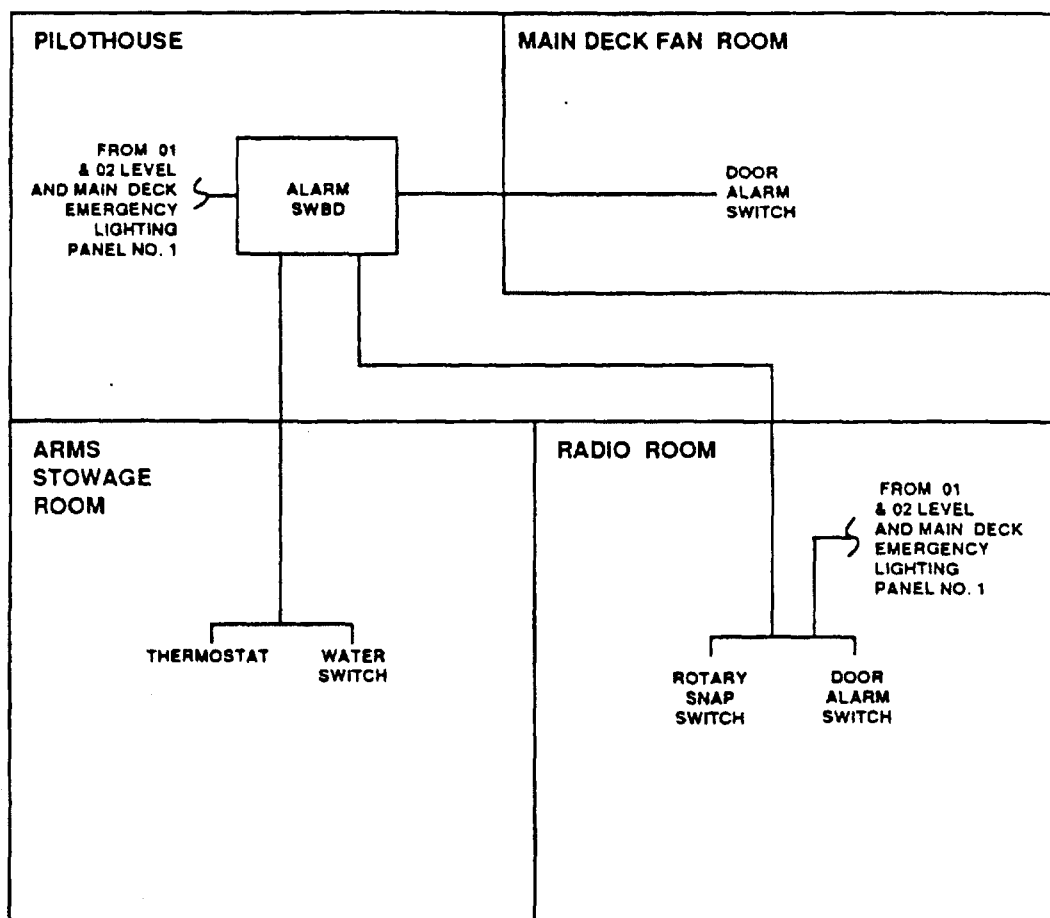 PILOTHOUSE
MAIN DECK FAN ROOM
FROM 01
& 02 LEVEL
AND MAIN DECK
EMERGENCY
LIGHTING
PANEL NO. 1
ALARM
SWBD
DOOR
ALARM
SWITCH
ARMS
STOWAGE
ROOM
THERMOSTAT
WATER
SWITCH
RADIO ROOM
FROM 01
& 02 LEVEL
AND MAIN DECK
EMERGENCY
LIGHTING
PANEL NO. 1
ROTARY
SNAP
SWITCH
DOOR
ALARM
SWITCH